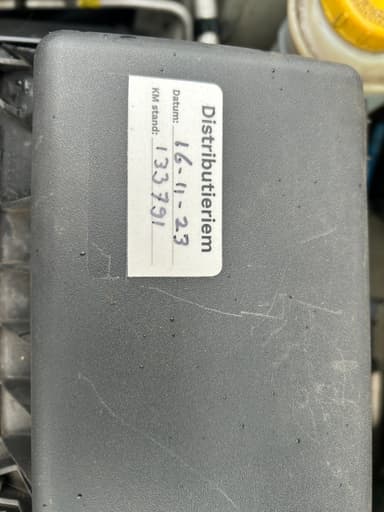 Distributieriem
Datum: 16-11-23
KM stand: 133791